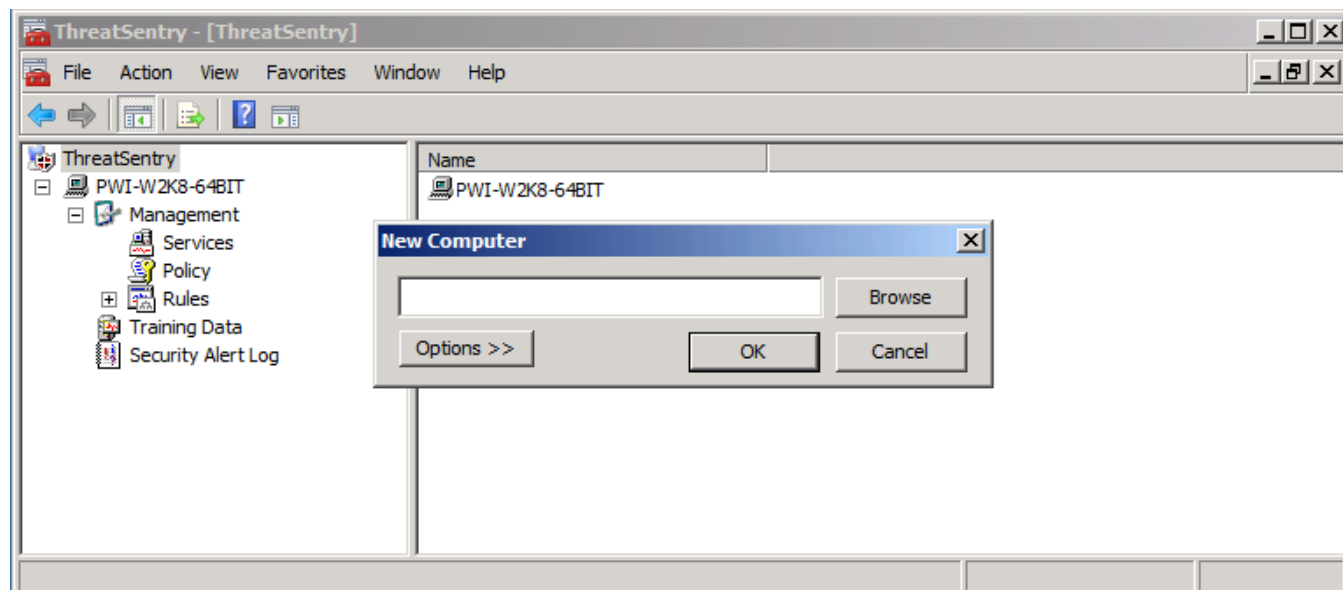 ThreatSentry - [ThreatSentry]
File Action View Favorites Window Help
ThreatSentry
PWI-W2K8-64BIT
Management
Services
Policy
Rules
Training Data
Security Alert Log
Name
PWI-W2K8-64BIT
New Computer
Browse
Options >>
OK
Cancel